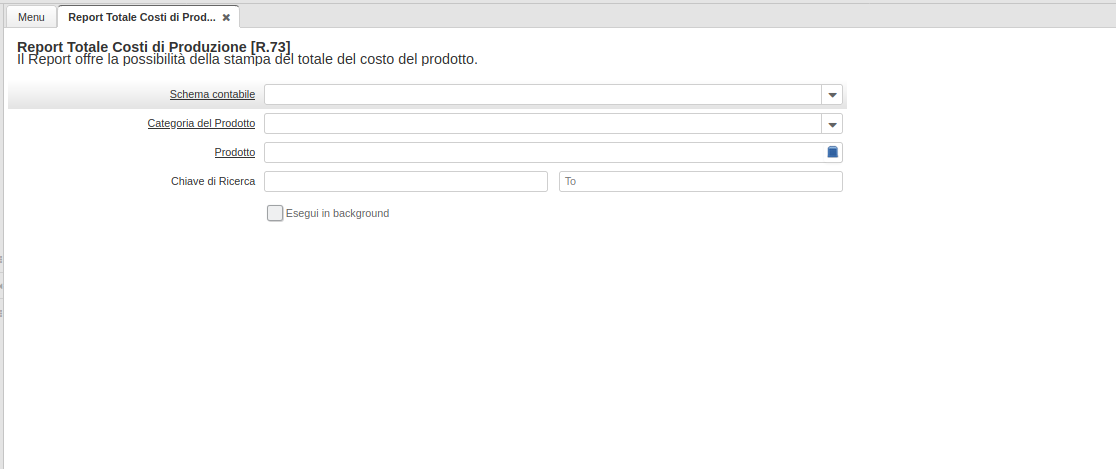 Menu
Report Totale Costi di Prod...
Report Totale Costi di Produzione [R.73]
Il Report offre la possibilità della stampa del totale del costo del prodotto.
Schema contabile
Categoria del Prodotto
Prodotto
Chiave di Ricerca To
Esegui in background